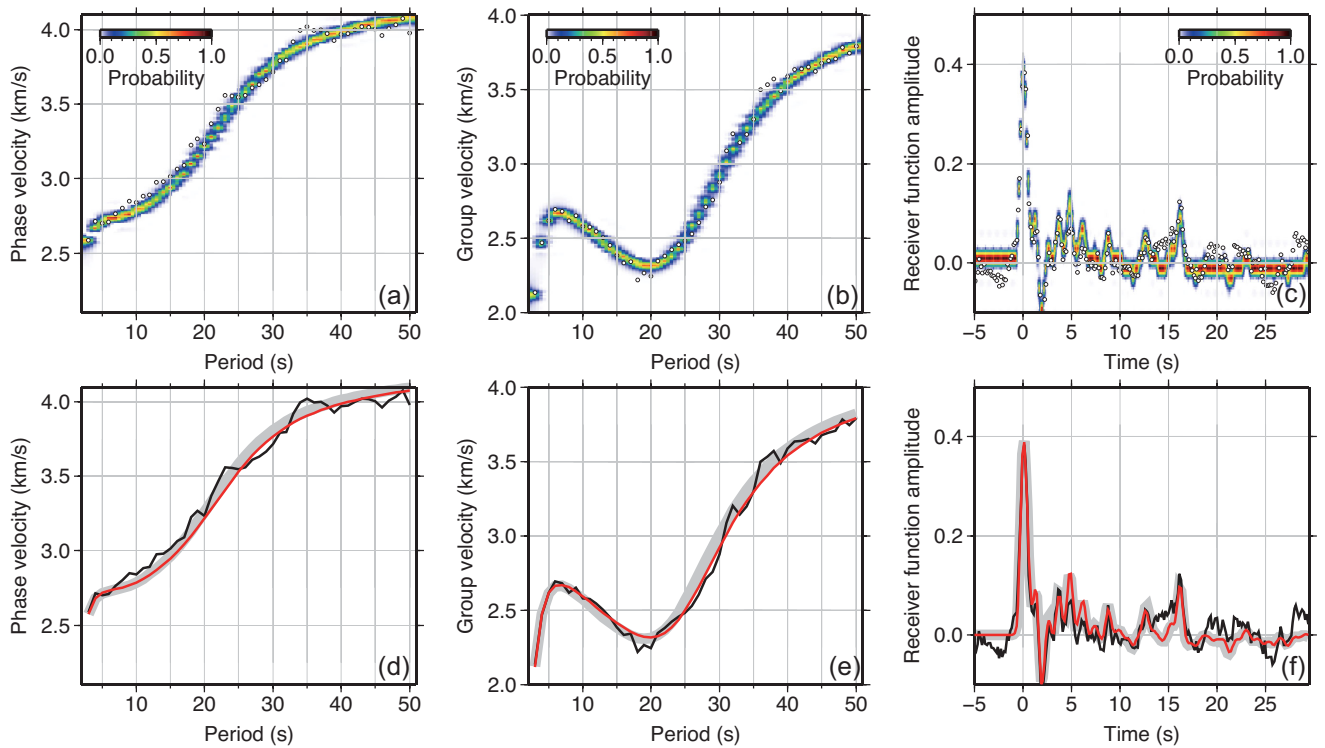 4.0
3.5
3.0
2.5
Phase velocity (km/s)
0.0 0.5 1.0
Probability
(a)
10 20 30 40 50
Period (s)
4.0
3.5
3.0
2.5
2.0
Group velocity (km/s)
0.0 0.5 1.0
Probability
(b)
10 20 30 40 50
Period (s)
0.4
0.2
0.0
Receiver function amplitude
0.0 0.5 1.0
Probability
(c)
−5 0 5 10 15 20 25
Time (s)
4.0
3.5
3.0
2.5
Phase velocity (km/s)
(d)
10 20 30 40 50
Period (s)
4.0
3.5
3.0
2.5
2.0
Group velocity (km/s)
(e)
10 20 30 40 50
Period (s)
0.4
0.2
0.0
Receiver function amplitude
(f)
−5 0 5 10 15 20 25
Time (s)